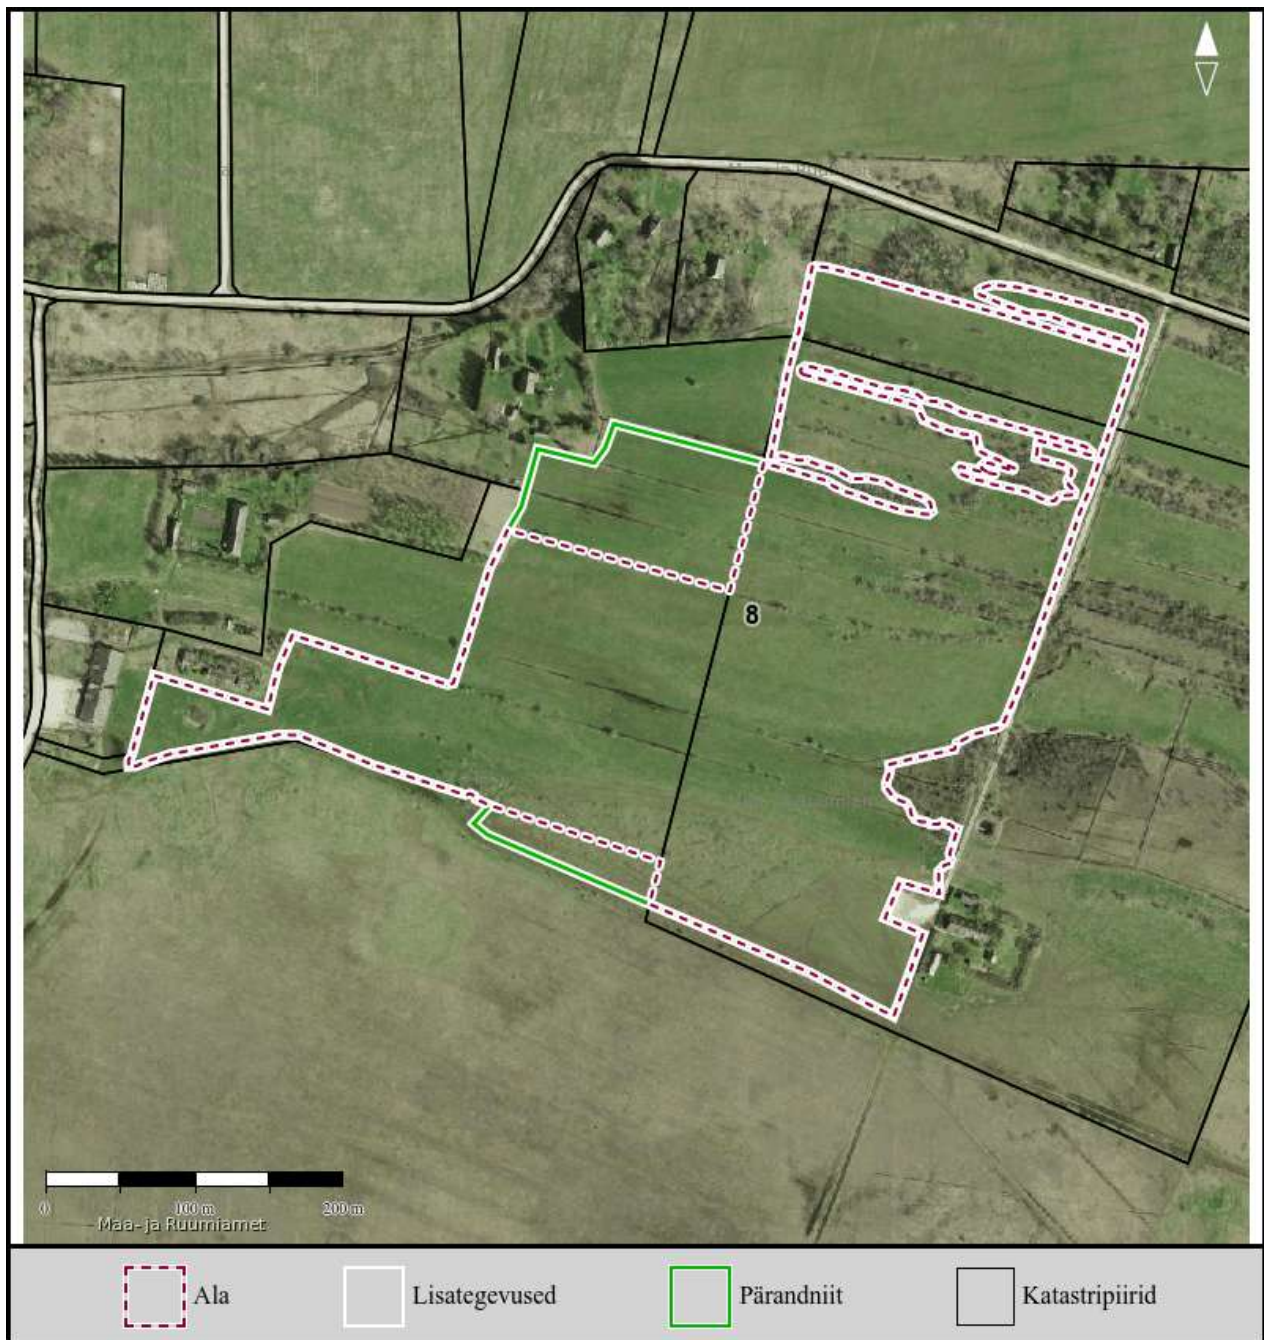 8
0 100 m 200 m
Maa- ja Ruumiamet
Ala Lisategevused Pärandniit Katastripiirid